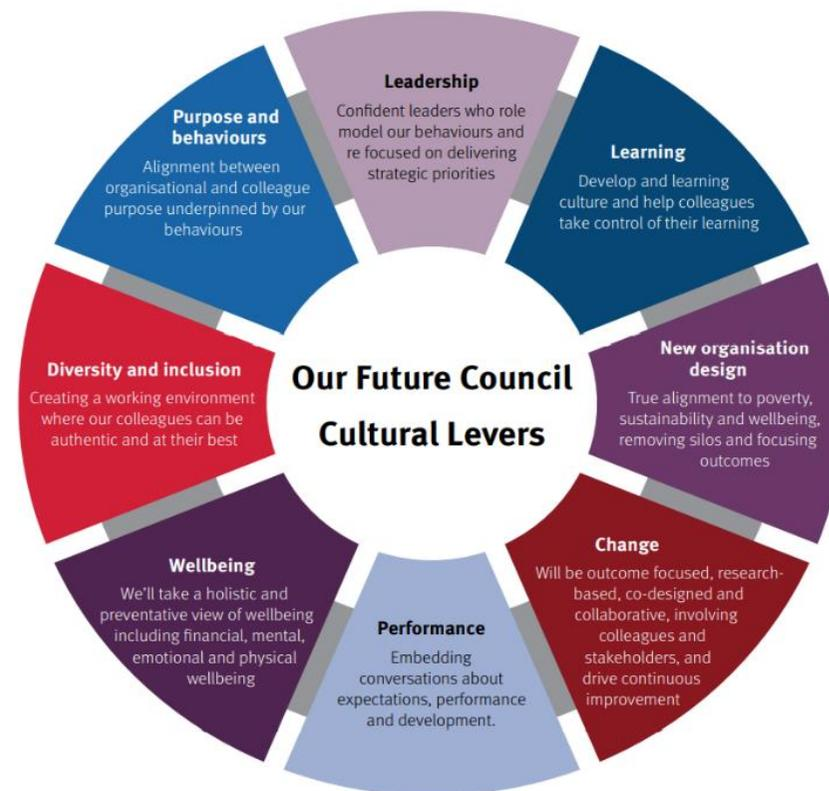 Our Future Council
Cultural Levers
Leadership
Confident leaders who role
model our behaviours and
re focused on delivering
strategic priorities
Learning
Develop and learning
culture and help colleagues
take control of their learning
New organisation
design
True alignment to poverty,
sustainability and wellbeing,
removing silos and focusing
outcomes
Change
Will be outcome focused, research-
based, co-designed and
collaborative, involving
colleagues and
stakeholders, and
drive continuous
improvement
Performance
Embedding
conversations about
expectations, performance
and development.
Wellbeing
We’ll take a holistic and
preventative view of wellbeing
including financial, mental,
emotional and physical
wellbeing
Diversity and inclusion
Creating a working environment
where our colleagues can be
authentic and at their best
Purpose and
behaviours
Alignment between
organisational and colleague
purpose underpinned by our
behaviours